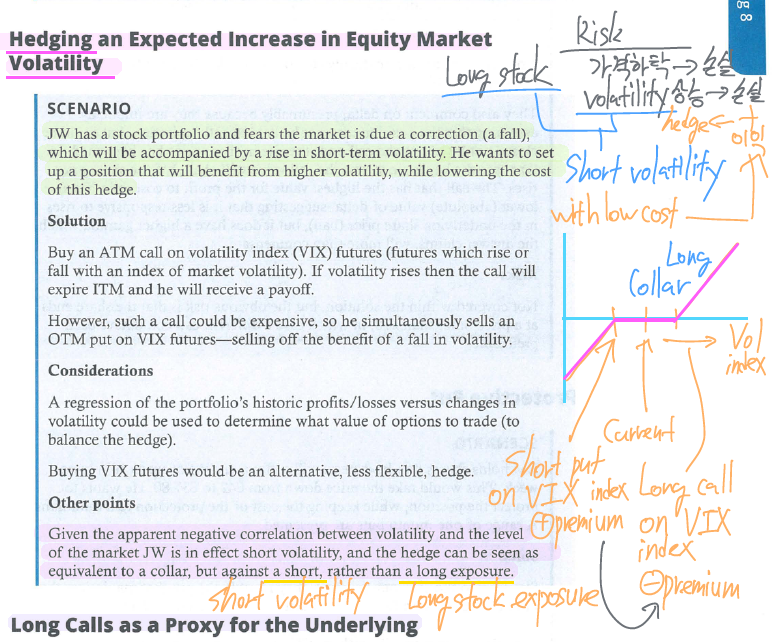 g 8
Hedging an Expected Increase in Equity Market
Volatility
Risk
가격하락 → 손실
volatility 상승 → 손실
hedge ← 이익
Long stock
Short volatility
with low cost
SCENARIO
JW has a stock portfolio and fears the market is due a correction (a fall),
which will be accompanied by a rise in short-term volatility. He wants to set
up a position that will benefit from higher volatility, while lowering the cost
of this hedge.
Solution
Buy an ATM call on volatility index (VIX) futures (futures which rise or
fall with an index of market volatility). If volatility rises then the call will
expire ITM and he will receive a payoff.
However, such a call could be expensive, so he simultaneously sells an
OTM put on VIX futures—selling off the benefit of a fall in volatility.
Considerations
A regression of the portfolio's historic profits/losses versus changes in
volatility could be used to determine what value of options to trade (to
balance the hedge).
Buying VIX futures would be an alternative, less flexible, hedge.
Other points
Given the apparent negative correlation between volatility and the level
of the market JW is in effect short volatility, and the hedge can be seen as
equivalent to a collar, but against a short, rather than a long exposure.
short volatility
Long stock exposure
Long
Collar
Vol
index
Current
Short put
on VIX index
⊕premium
Long call
on VIX
index
⊖premium
Long Calls as a Proxy for the Underlying